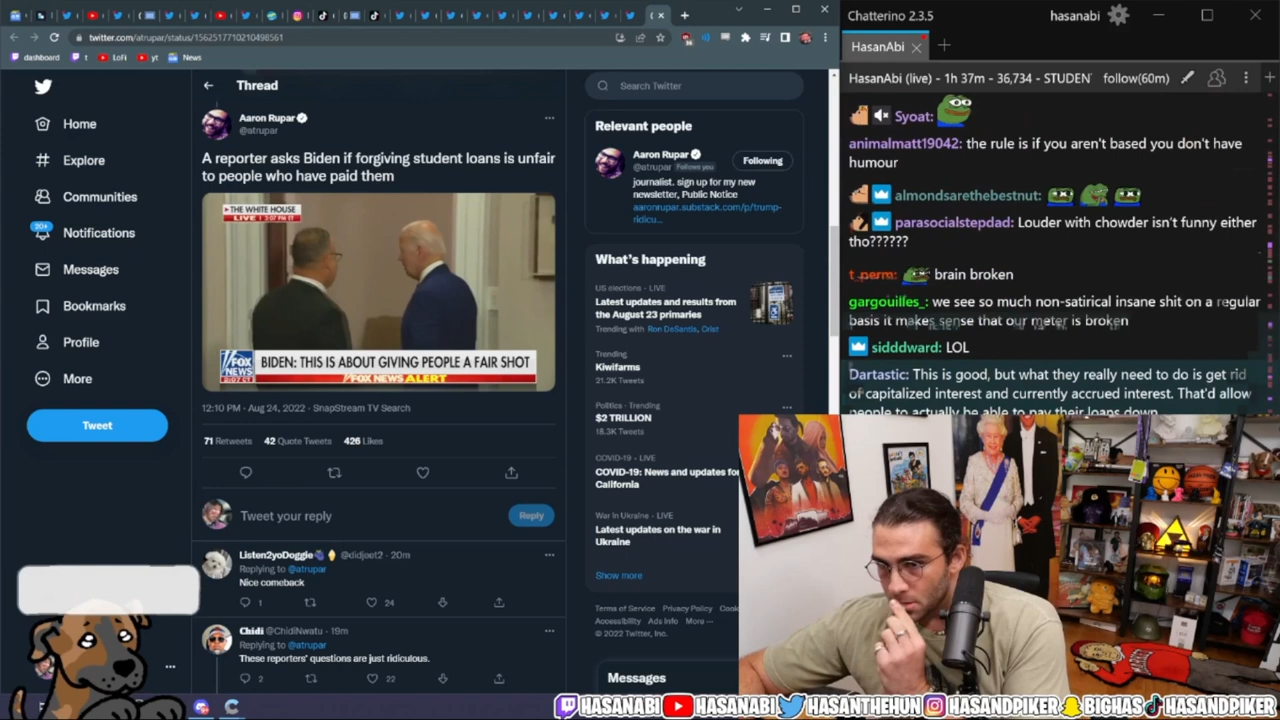 twitter.com/atrupar/status/1562517710210498561
dashboard
t
LoFi
yt
News
Home
Explore
Communities
20+
Notifications
Messages
Bookmarks
Profile
More
Tweet
Thread
Aaron Rupar
@atrupar
A reporter asks Biden if forgiving student loans is unfair
to people who have paid them
THE WHITE HOUSE
LIVE 3:07 PM ET
FOX
NEWS
2:07 CT
BIDEN: THIS IS ABOUT GIVING PEOPLE A FAIR SHOT
FOX NEWS ALERT
12:10 PM · Aug 24, 2022 · SnapStream TV Search
71 Retweets 42 Quote Tweets 426 Likes
Tweet your reply
Reply
Listen2yoDoggie @didjeet2 · 20m
Replying to @atrupar
Nice comeback
1
24
Chidi @ChidiNwatu · 19m
Replying to @atrupar
These reporters' questions are just ridiculous.
2
22
Search Twitter
Relevant people
Aaron Rupar
@atrupar Follows you
Following
journalist. sign up for my new
newsletter, Public Notice
aaronrupar.substack.com/p/trump-
ridicu...
What's happening
US elections · LIVE
Latest updates and results from
the August 23 primaries
Trending with Ron DeSantis, Crist
Trending
Kiwifarms
21.2K Tweets
Politics · Trending
$2 TRILLION
18.3K Tweets
COVID-19 · LIVE
COVID-19: News and updates for
California
War in Ukraine · LIVE
Latest updates on the war in
Ukraine
Show more
Terms of Service Privacy Policy Cook
Accessibility Ads Info More ···
© 2022 Twitter, Inc.
Messages
Chatterino 2.3.5
hasanabi
HasanAbi
HasanAbi (live) - 1h 37m - 36,734 - STUDEN
follow(60m)
Syoat:
animalmatt19042: the rule is if you aren't based you don't have
humour
almondsarethebestnut:
parasocialstepdad: Louder with chowder isn't funny either
tho??????
t_perm: brain broken
gargouilles_: we see so much non-satirical insane shit on a regular
basis it makes sense that our meter is broken
sidddward: LOL
Dartastic: This is good, but what they really need to do is get rid
of capitalized interest and currently accrued interest. That'd allow
people to actually be able to pay their loans down
HASANABI HASANABI HASANTHEHUN HASANDPIKER BIGHAS HASANDPIKER